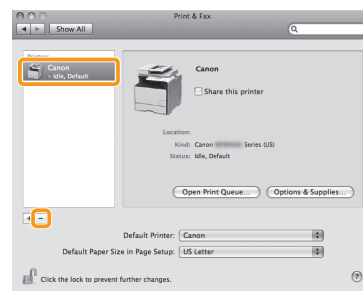 Print & Fax
Show All
Printers
Canon
Idle, Default
Canon
Share this printer
Location:
Kind: Canon Series (US)
Status: Idle, Default
Open Print Queue... Options & Supplies...
+ −
Default Printer: Canon
Default Paper Size in Page Setup: US Letter
Click the lock to prevent further changes. ?